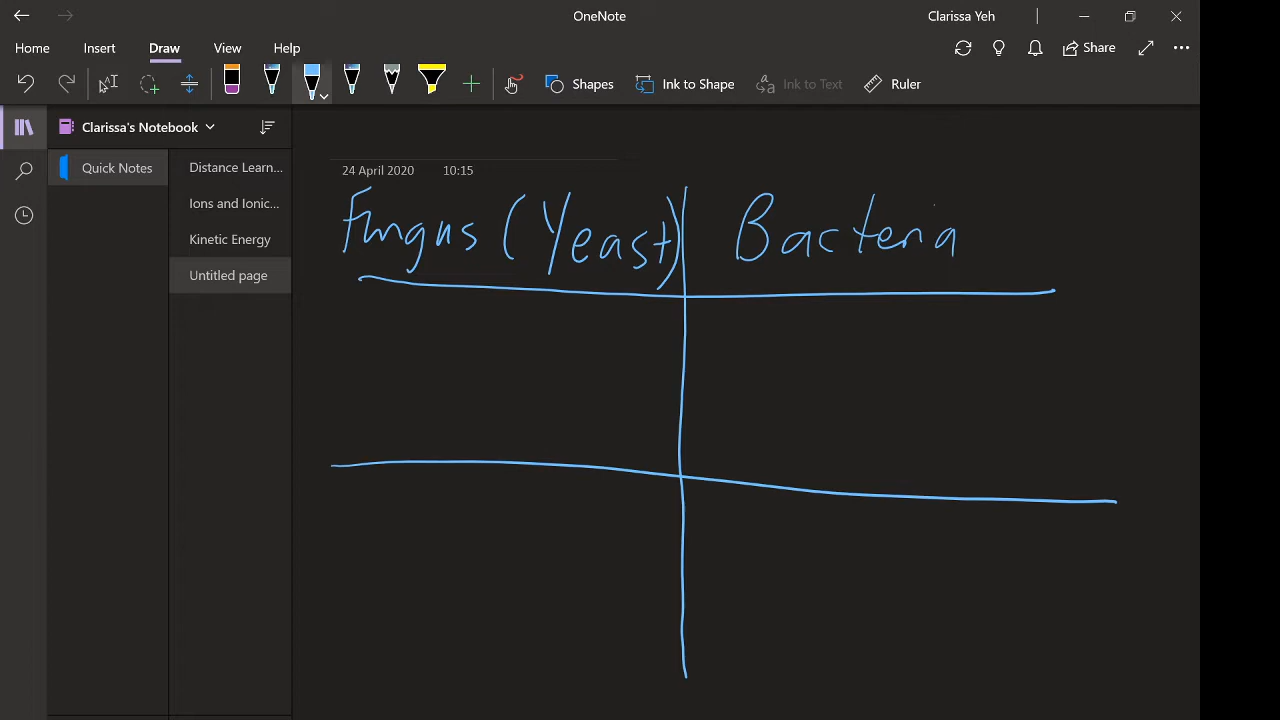 OneNote
Clarissa Yeh
Home Insert Draw View Help
Share
Shapes Ink to Shape Ink to Text Ruler
Clarissa's Notebook
Quick Notes
Distance Learn...
Ions and Ionic...
Kinetic Energy
Untitled page
24 April 2020 10:15
Fungus (Yeast) Bacteria